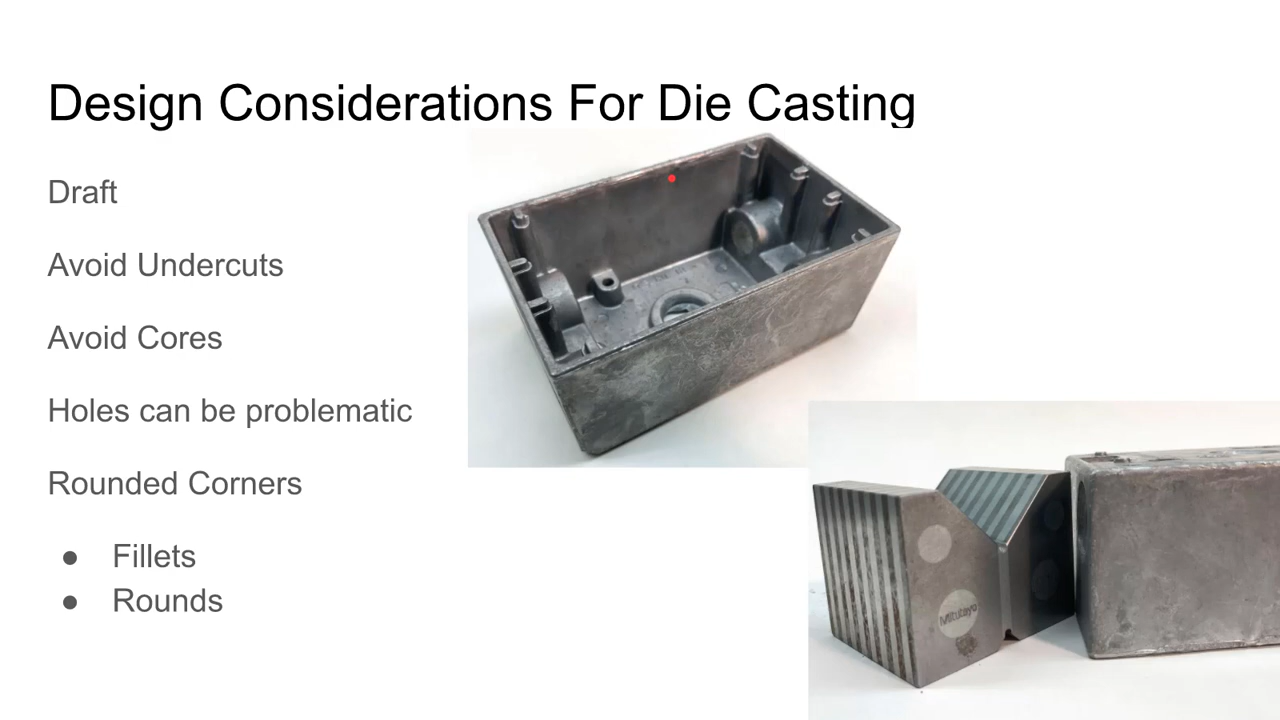 Design Considerations For Die Casting
Draft
Avoid Undercuts
Avoid Cores
Holes can be problematic
Rounded Corners
● Fillets
● Rounds
Mitutoyo